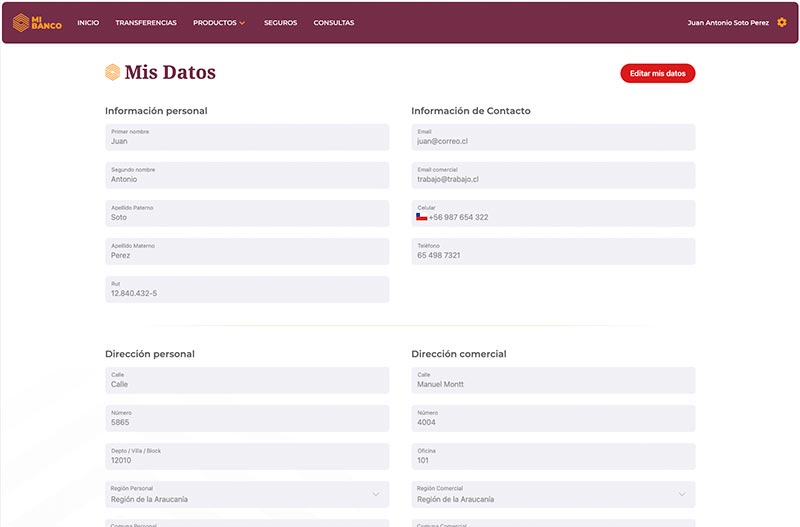 MI BANCO
INICIO TRANSFERENCIAS PRODUCTOS SEGUROS CONSULTAS Juan Antonio Soto Perez
Mis Datos
Editar mis datos
Información personal
Primer nombre
Juan
Segundo nombre
Antonio
Apellido Paterno
Soto
Apellido Materno
Perez
Rut
12.840.432-5
Información de Contacto
Email
juan@correo.cl
Email comercial
trabajo@trabajo.cl
Celular
+56 987 654 322
Teléfono
65 498 7321
Dirección personal
Calle
Calle
Número
5865
Depto / Villa / Block
12010
Región Personal
Región de la Araucanía
Comuna Personal
Dirección comercial
Calle
Manuel Montt
Número
4004
Oficina
101
Región Comercial
Región de la Araucanía
Comuna Comercial